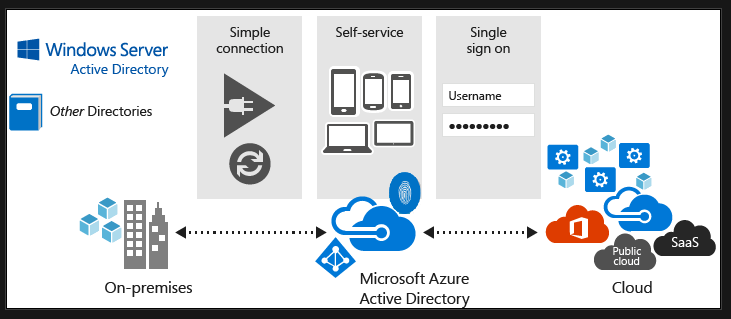 Windows Server
Active Directory
Other Directories
Simple
connection
Self-service
Single
sign on
Username
●●●●●●●●●
On-premises
Microsoft Azure
Active Directory
Public
cloud
SaaS
Cloud